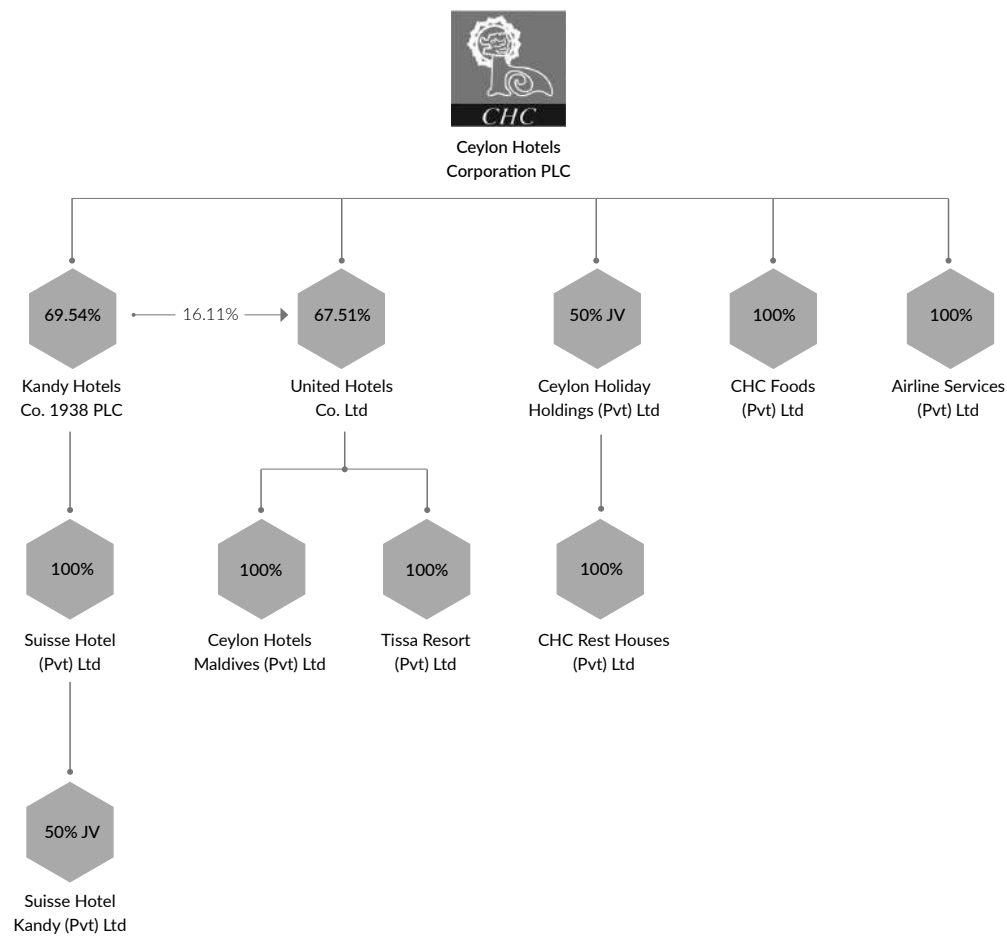 CHC
Ceylon Hotels
Corporation PLC
69.54%
16.11%
67.51%
50% JV
100%
100%
Kandy Hotels
Co. 1938 PLC
United Hotels
Co. Ltd
Ceylon Holiday
Holdings (Pvt) Ltd
CHC Foods
(Pvt) Ltd
Airline Services
(Pvt) Ltd
100%
100%
100%
100%
Suisse Hotel
(Pvt) Ltd
Ceylon Hotels
Maldives (Pvt) Ltd
Tissa Resort
(Pvt) Ltd
CHC Rest Houses
(Pvt) Ltd
50% JV
Suisse Hotel
Kandy (Pvt) Ltd